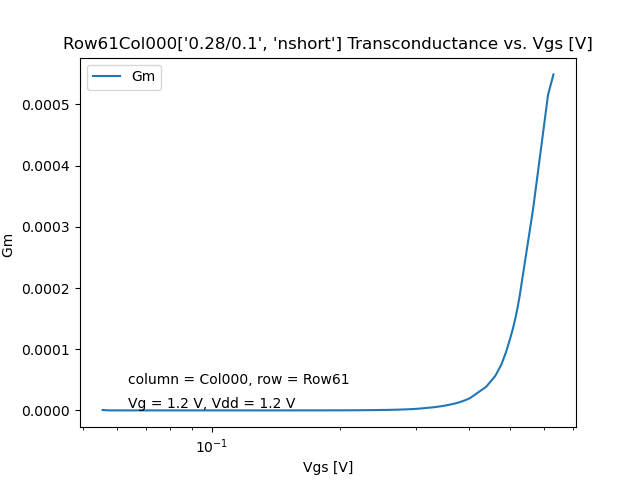 Row61Col000['0.28/0.1', 'nshort'] Transconductance vs. Vgs [V]
Gm
0.0005
0.0004
0.0003
0.0002
0.0001
0.0000
Gm
column = Col000, row = Row61
Vg = 1.2 V, Vdd = 1.2 V
10⁻¹
Vgs [V]